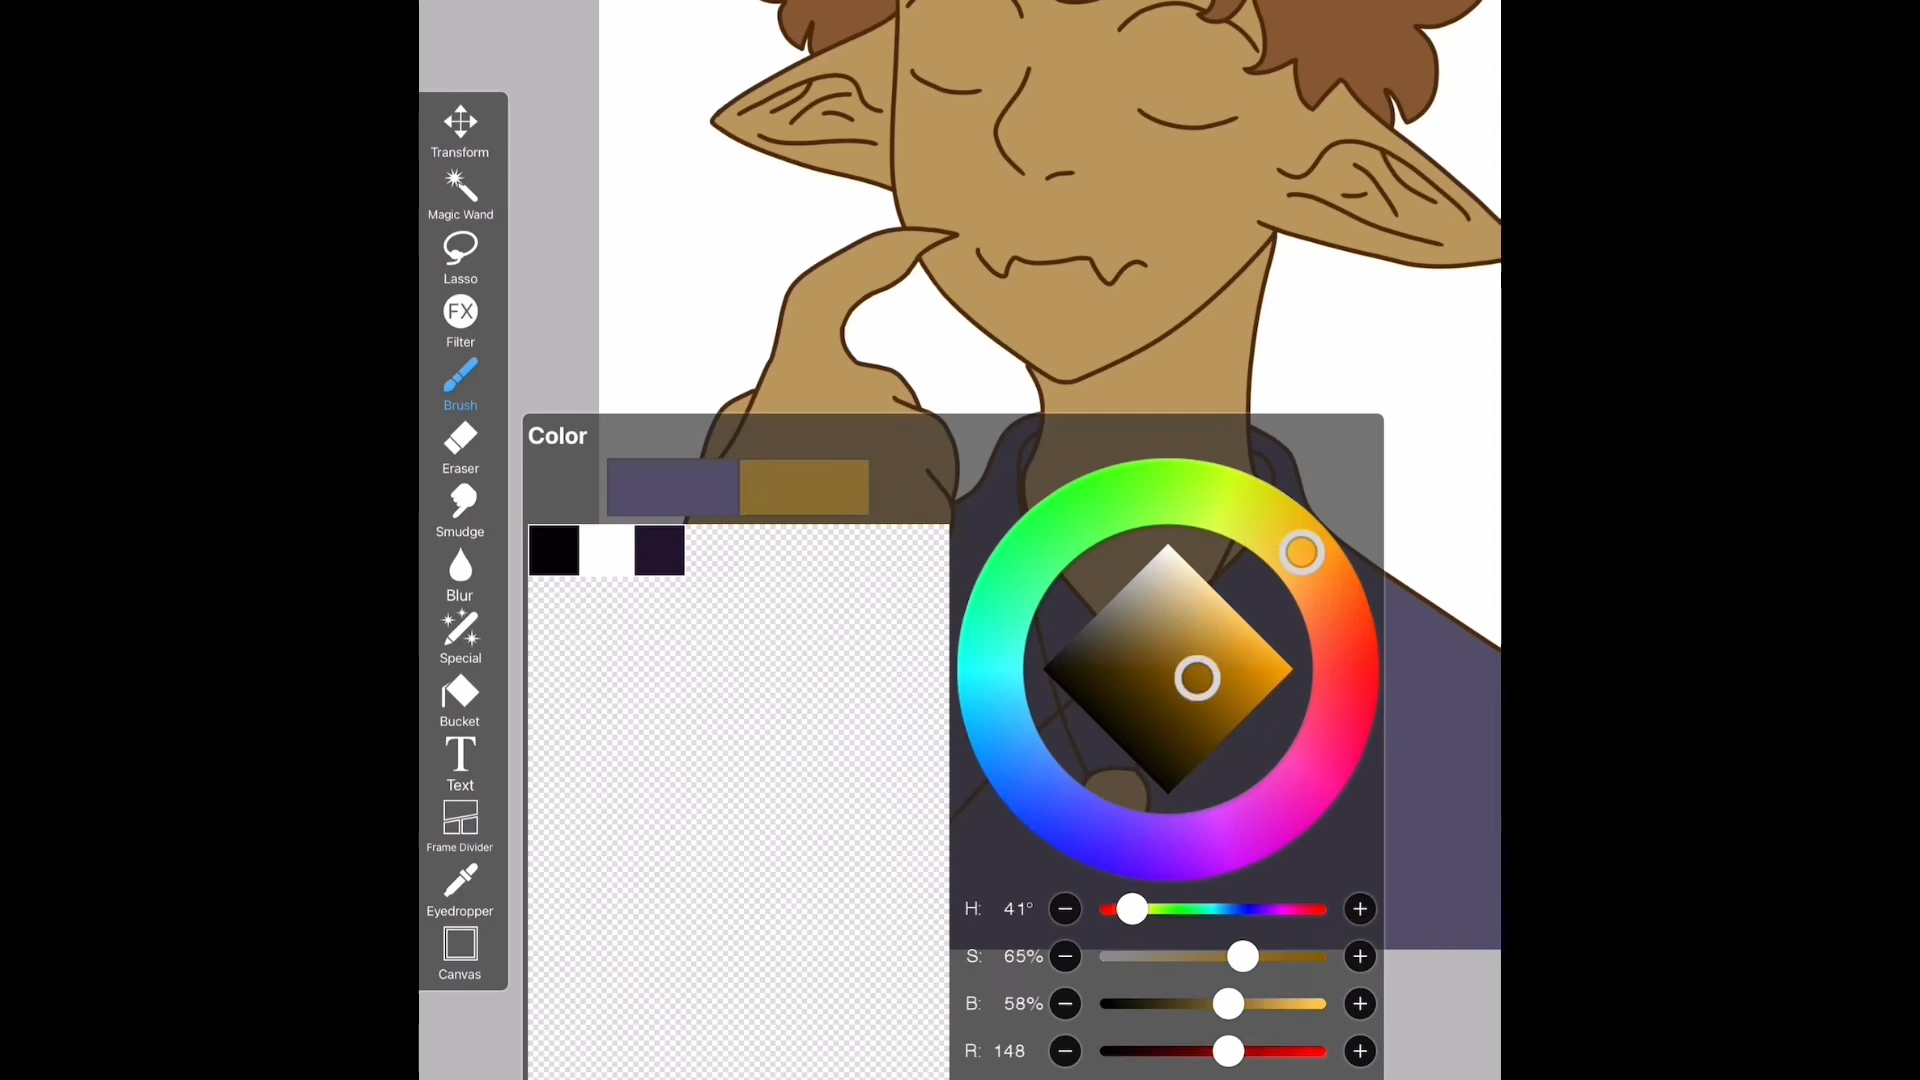 Transform
Magic Wand
Lasso
FX
Filter
Brush
Eraser
Smudge
Blur
Special
Bucket
T
Text
Frame Divider
Eyedropper
Canvas
Color
H: 41°
S: 65%
B: 58%
R: 148